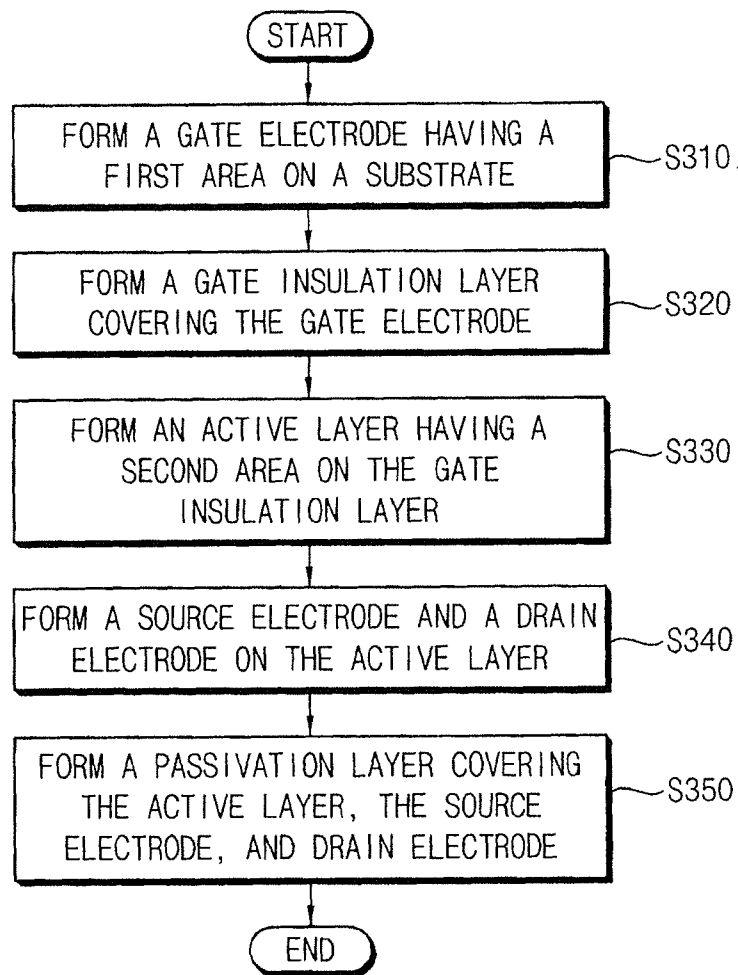 START
FORM A GATE ELECTRODE HAVING A
FIRST AREA ON A SUBSTRATE
S310
FORM A GATE INSULATION LAYER
COVERING THE GATE ELECTRODE
S320
FORM AN ACTIVE LAYER HAVING A
SECOND AREA ON THE GATE
INSULATION LAYER
S330
FORM A SOURCE ELECTRODE AND A DRAIN
ELECTRODE ON THE ACTIVE LAYER
S340
FORM A PASSIVATION LAYER COVERING
THE ACTIVE LAYER, THE SOURCE
ELECTRODE, AND DRAIN ELECTRODE
S350
END